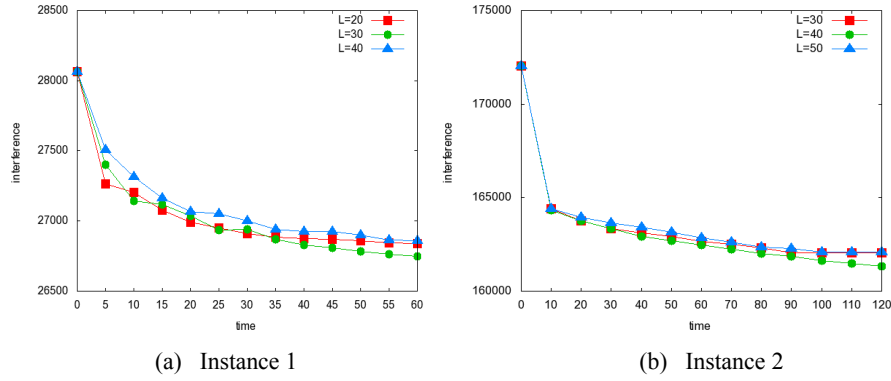 28500
28000
27500
27000
26500
interference
L=20
L=30
L=40
0 5 10 15 20 25 30 35 40 45 50 55 60
time
(a) Instance 1
175000
170000
165000
160000
interference
L=30
L=40
L=50
0 10 20 30 40 50 60 70 80 90 100 110 120
time
(b) Instance 2